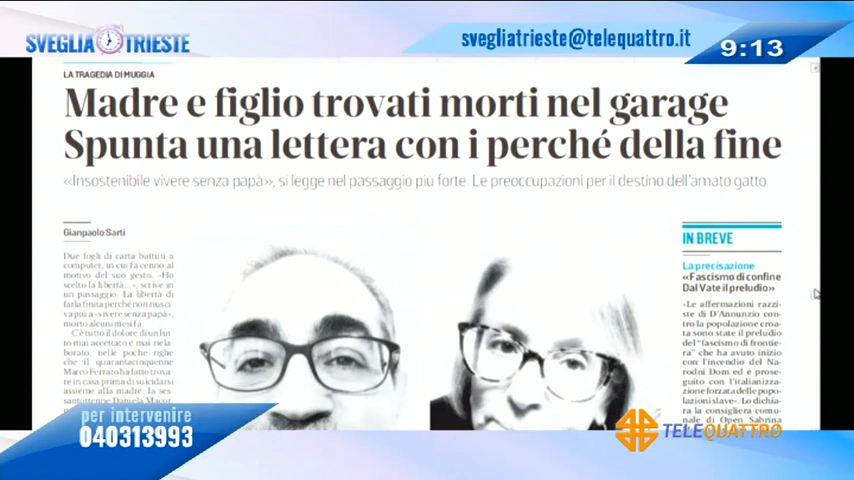 SVEGLIA TRIESTE
svegliatrieste@telequattro.it
9:13
LA TRAGEDIA DI MUGGIA
Madre e figlio trovati morti nel garage
Spunta una lettera con i perché della fine
«Insostenibile vivere senza papà», si legge nel passaggio più forte. Le preoccupazioni per il destino dell'amato gatto
Gianpaolo Sarti
Due fogli di carta battuti a
computer, in cui fa cenno al
motivo del suo gesto. «Ho
scelto la libertà...», scrive in
un passaggio. La libertà di
farla finita perché non riusci
va più a «vivere senza papà»,
morto alcuni mesi fa.
C'è tutto il dolore di un lut
to mai accettato e mai rela
borato, nelle poche righe
che il quarantacinquenne
Marco Ferraro ha fatto trova
re in casa prima di suicidarsi
assieme alla madre, la ses
santottenne Daniela Macor,
IN BREVE
La precisazione
«Fascismo di confine
Dal Vate il preludio»
«Le affermazioni razzi
ste di D'Annunzio con
tro la popolazione croa
ta sono state il preludio
del "fascismo di frontie
ra" che ha avuto inizio
con l'incendio del Na
rodni Dom ed è pro
seguito con l'italianizza
zione forzata delle popo
lazioni slave». Lo dichia
ra la consigliera comu
nale di Open Sabrina
per intervenire
040313993
TELEQUATTRO